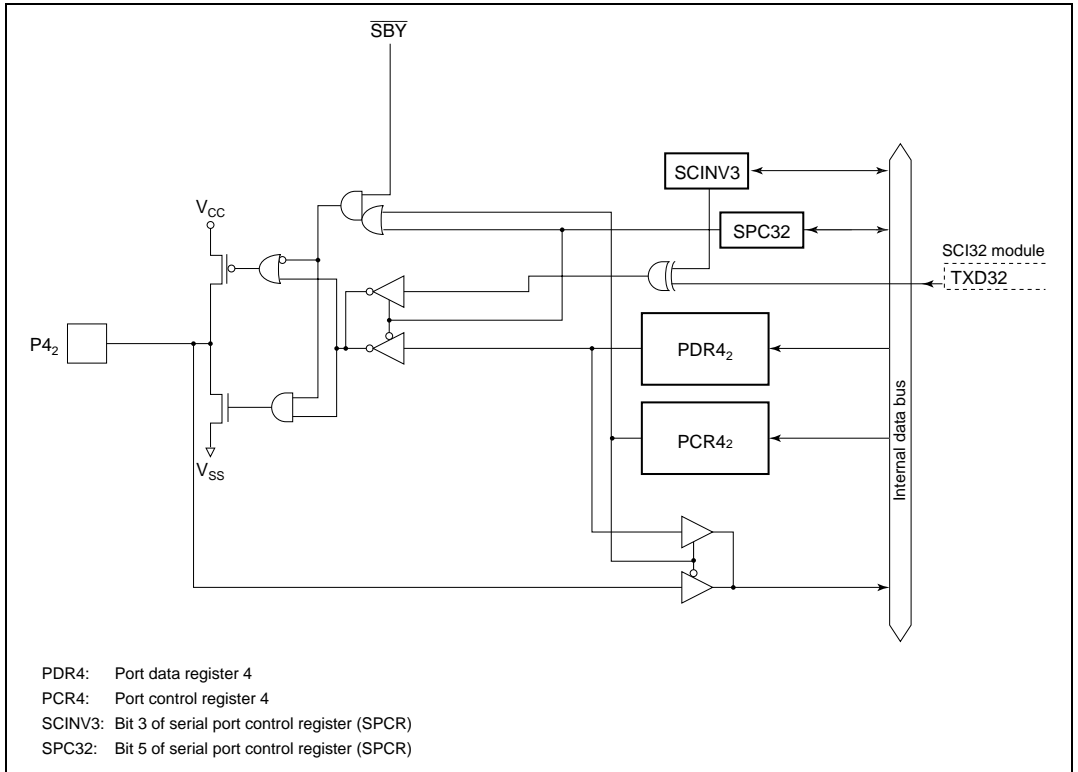 SBY
SCINV3
V_CC
SPC32
SCI32 module
TXD32
P4₂
PDR4₂
PCR4₂
V_SS
Internal data bus
PDR4: Port data register 4
PCR4: Port control register 4
SCINV3: Bit 3 of serial port control register (SPCR)
SPC32: Bit 5 of serial port control register (SPCR)